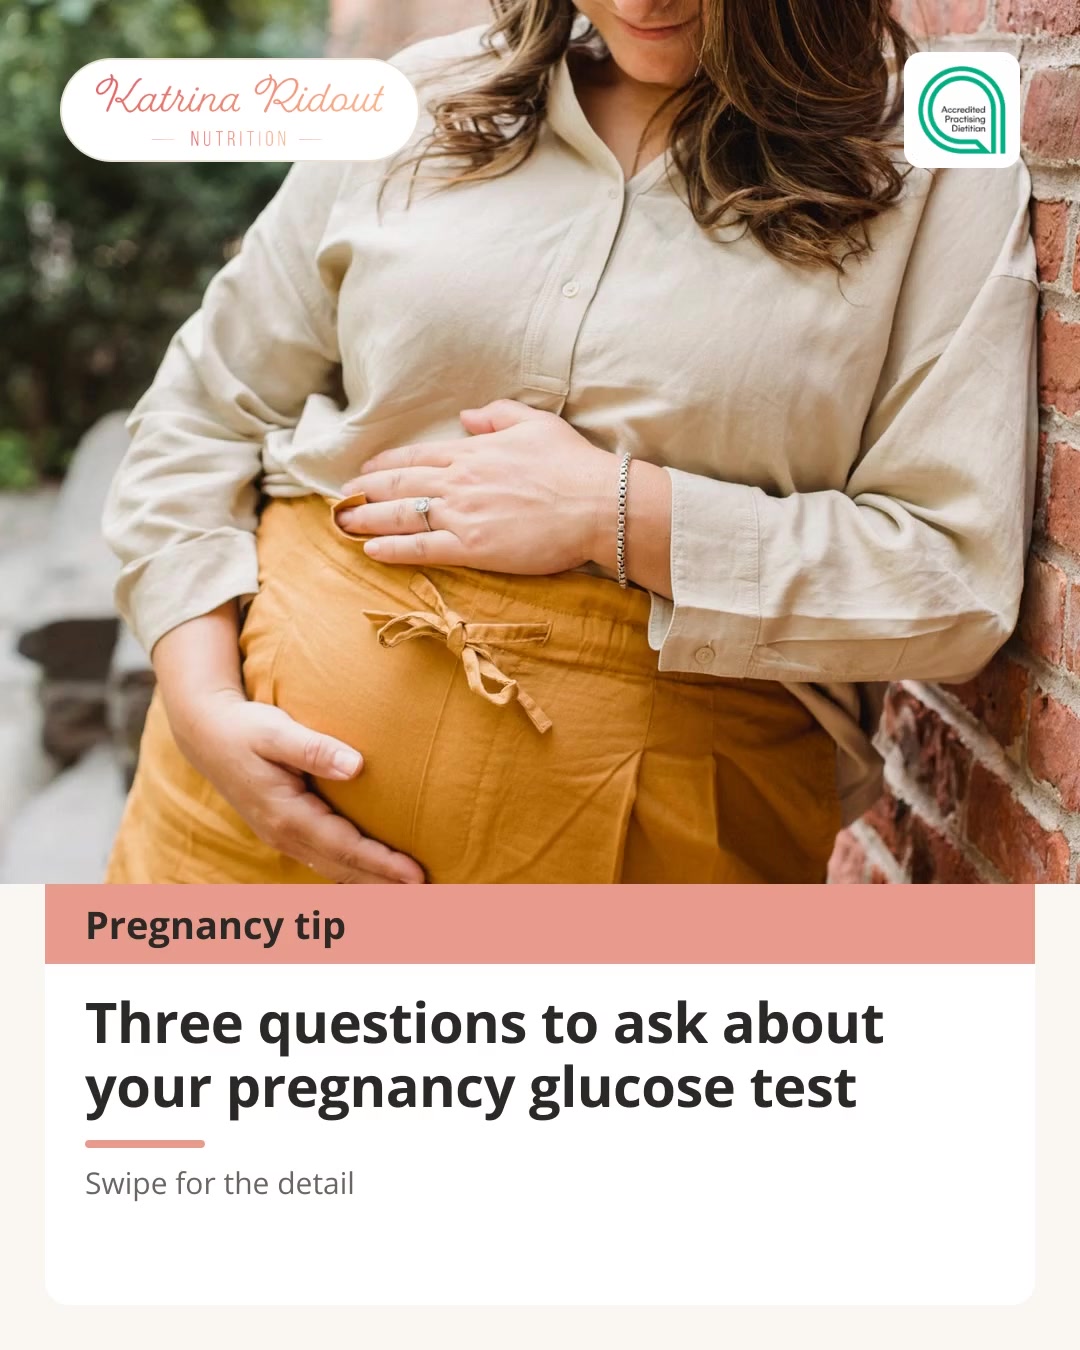 Katrina Ridout
NUTRITION
Accredited
Practising
Dietitian
Pregnancy tip
Three questions to ask about
your pregnancy glucose test
Swipe for the detail